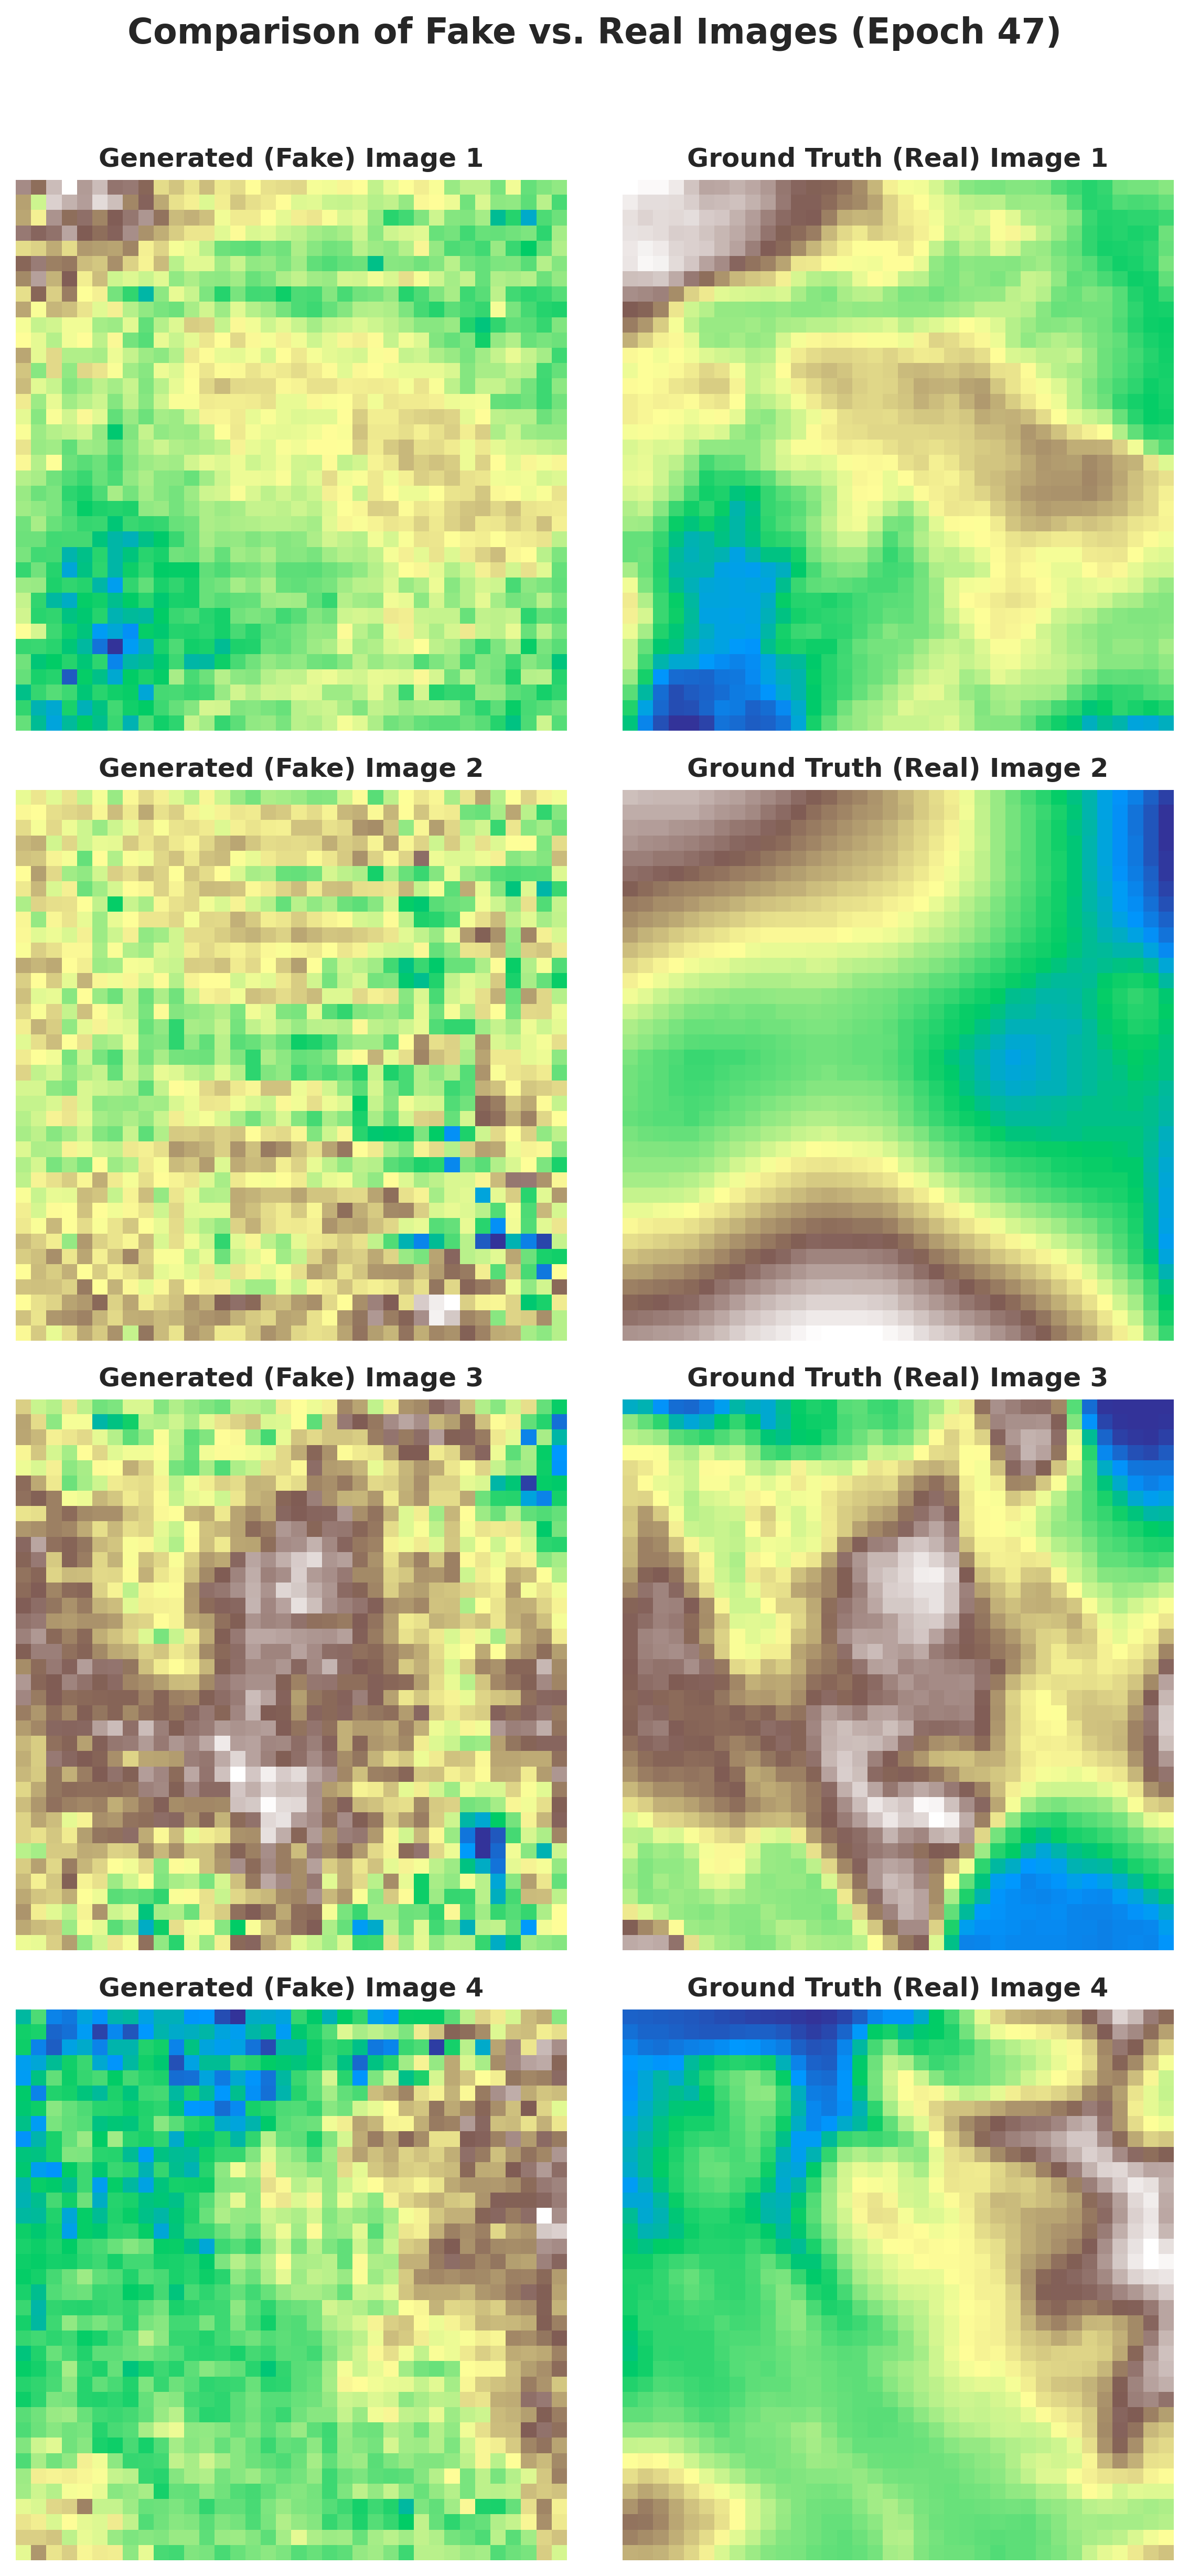 Comparison of Fake vs. Real Images (Epoch 47)
Generated (Fake) Image 1
Ground Truth (Real) Image 1
Generated (Fake) Image 2
Ground Truth (Real) Image 2
Generated (Fake) Image 3
Ground Truth (Real) Image 3
Generated (Fake) Image 4
Ground Truth (Real) Image 4